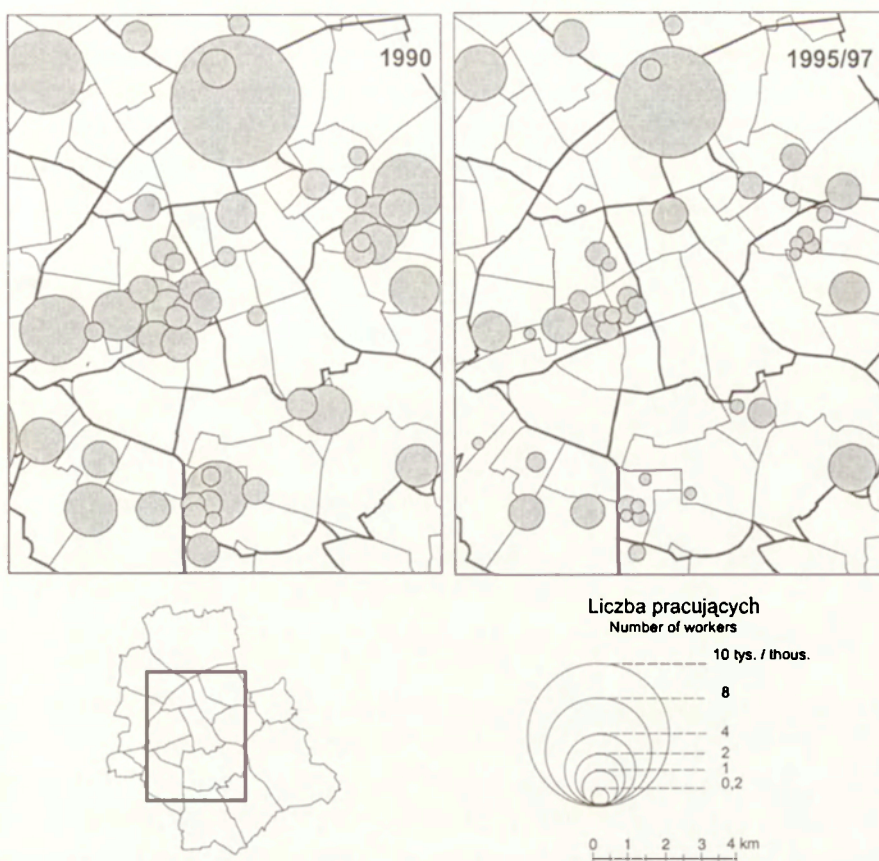 1990
1995/97
Liczba pracujących
Number of workers
10 tys. / thous.
8
4
2
1
0,2
0 1 2 3 4 km